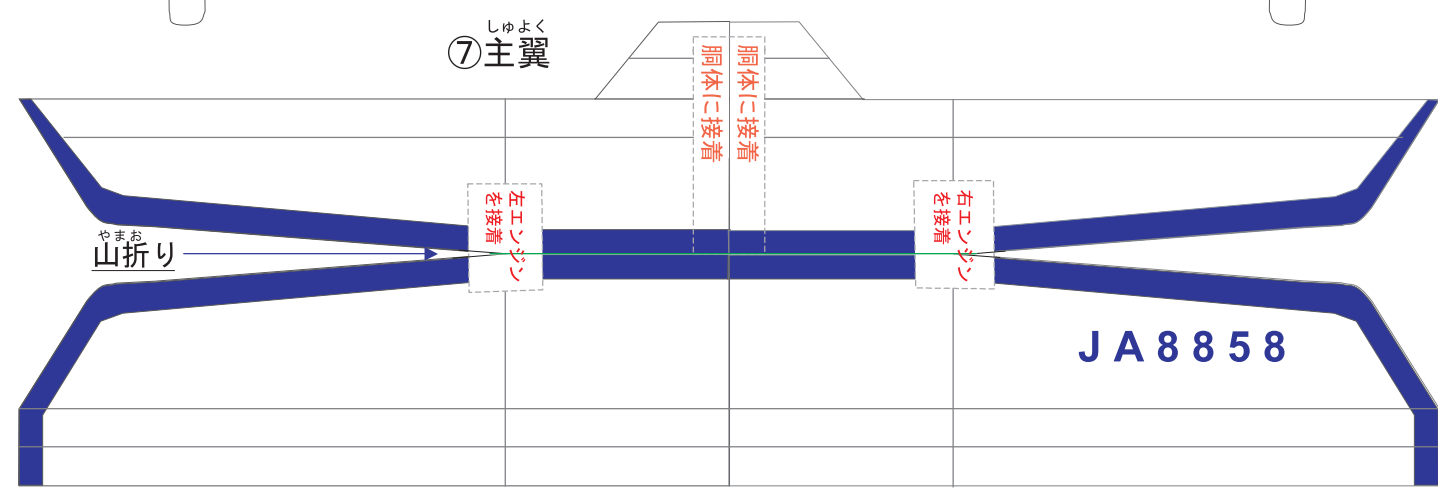 しゅよく
⑦主翼
胴体に接着
胴体に接着
左エンジン
を接着
右エンジン
を接着
やまお
山折り
JA8858